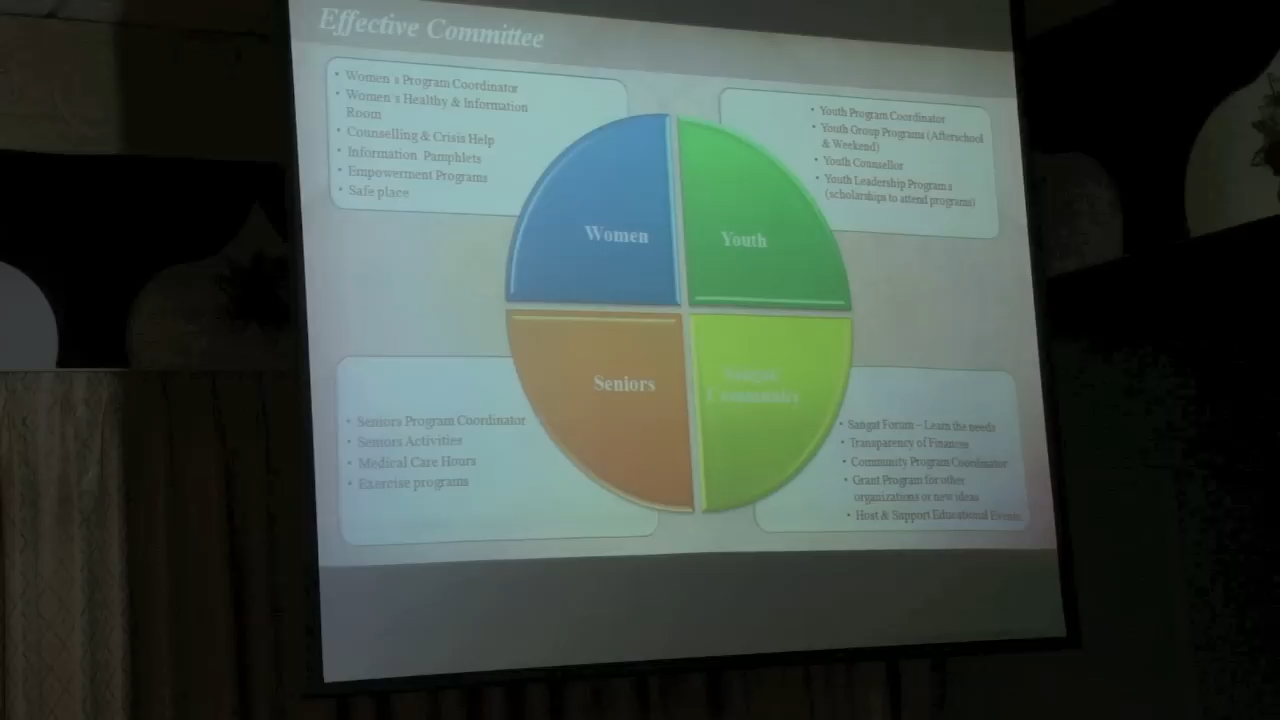 Effective Committee
• Women's Program Coordinator
• Women's Healthy & Information
Room
• Counselling & Crisis Help
• Information Pamphlets
• Empowerment Programs
• Safe place
• Youth Program Coordinator
• Youth Group Programs (Afterschool
& Weekend)
• Youth Counsellor
• Youth Leadership Programs
(scholarships to attend programs)
Women
Youth
Seniors
Sangat
Community
• Seniors Program Coordinator
• Seniors Activities
• Medical Care Hours
• Exercise programs
• Sangat Forum – Learn the needs
• Transparency of Finances
• Community Program Coordinator
• Grant Program for other
organizations or new ideas
• Host & Support Educational Events